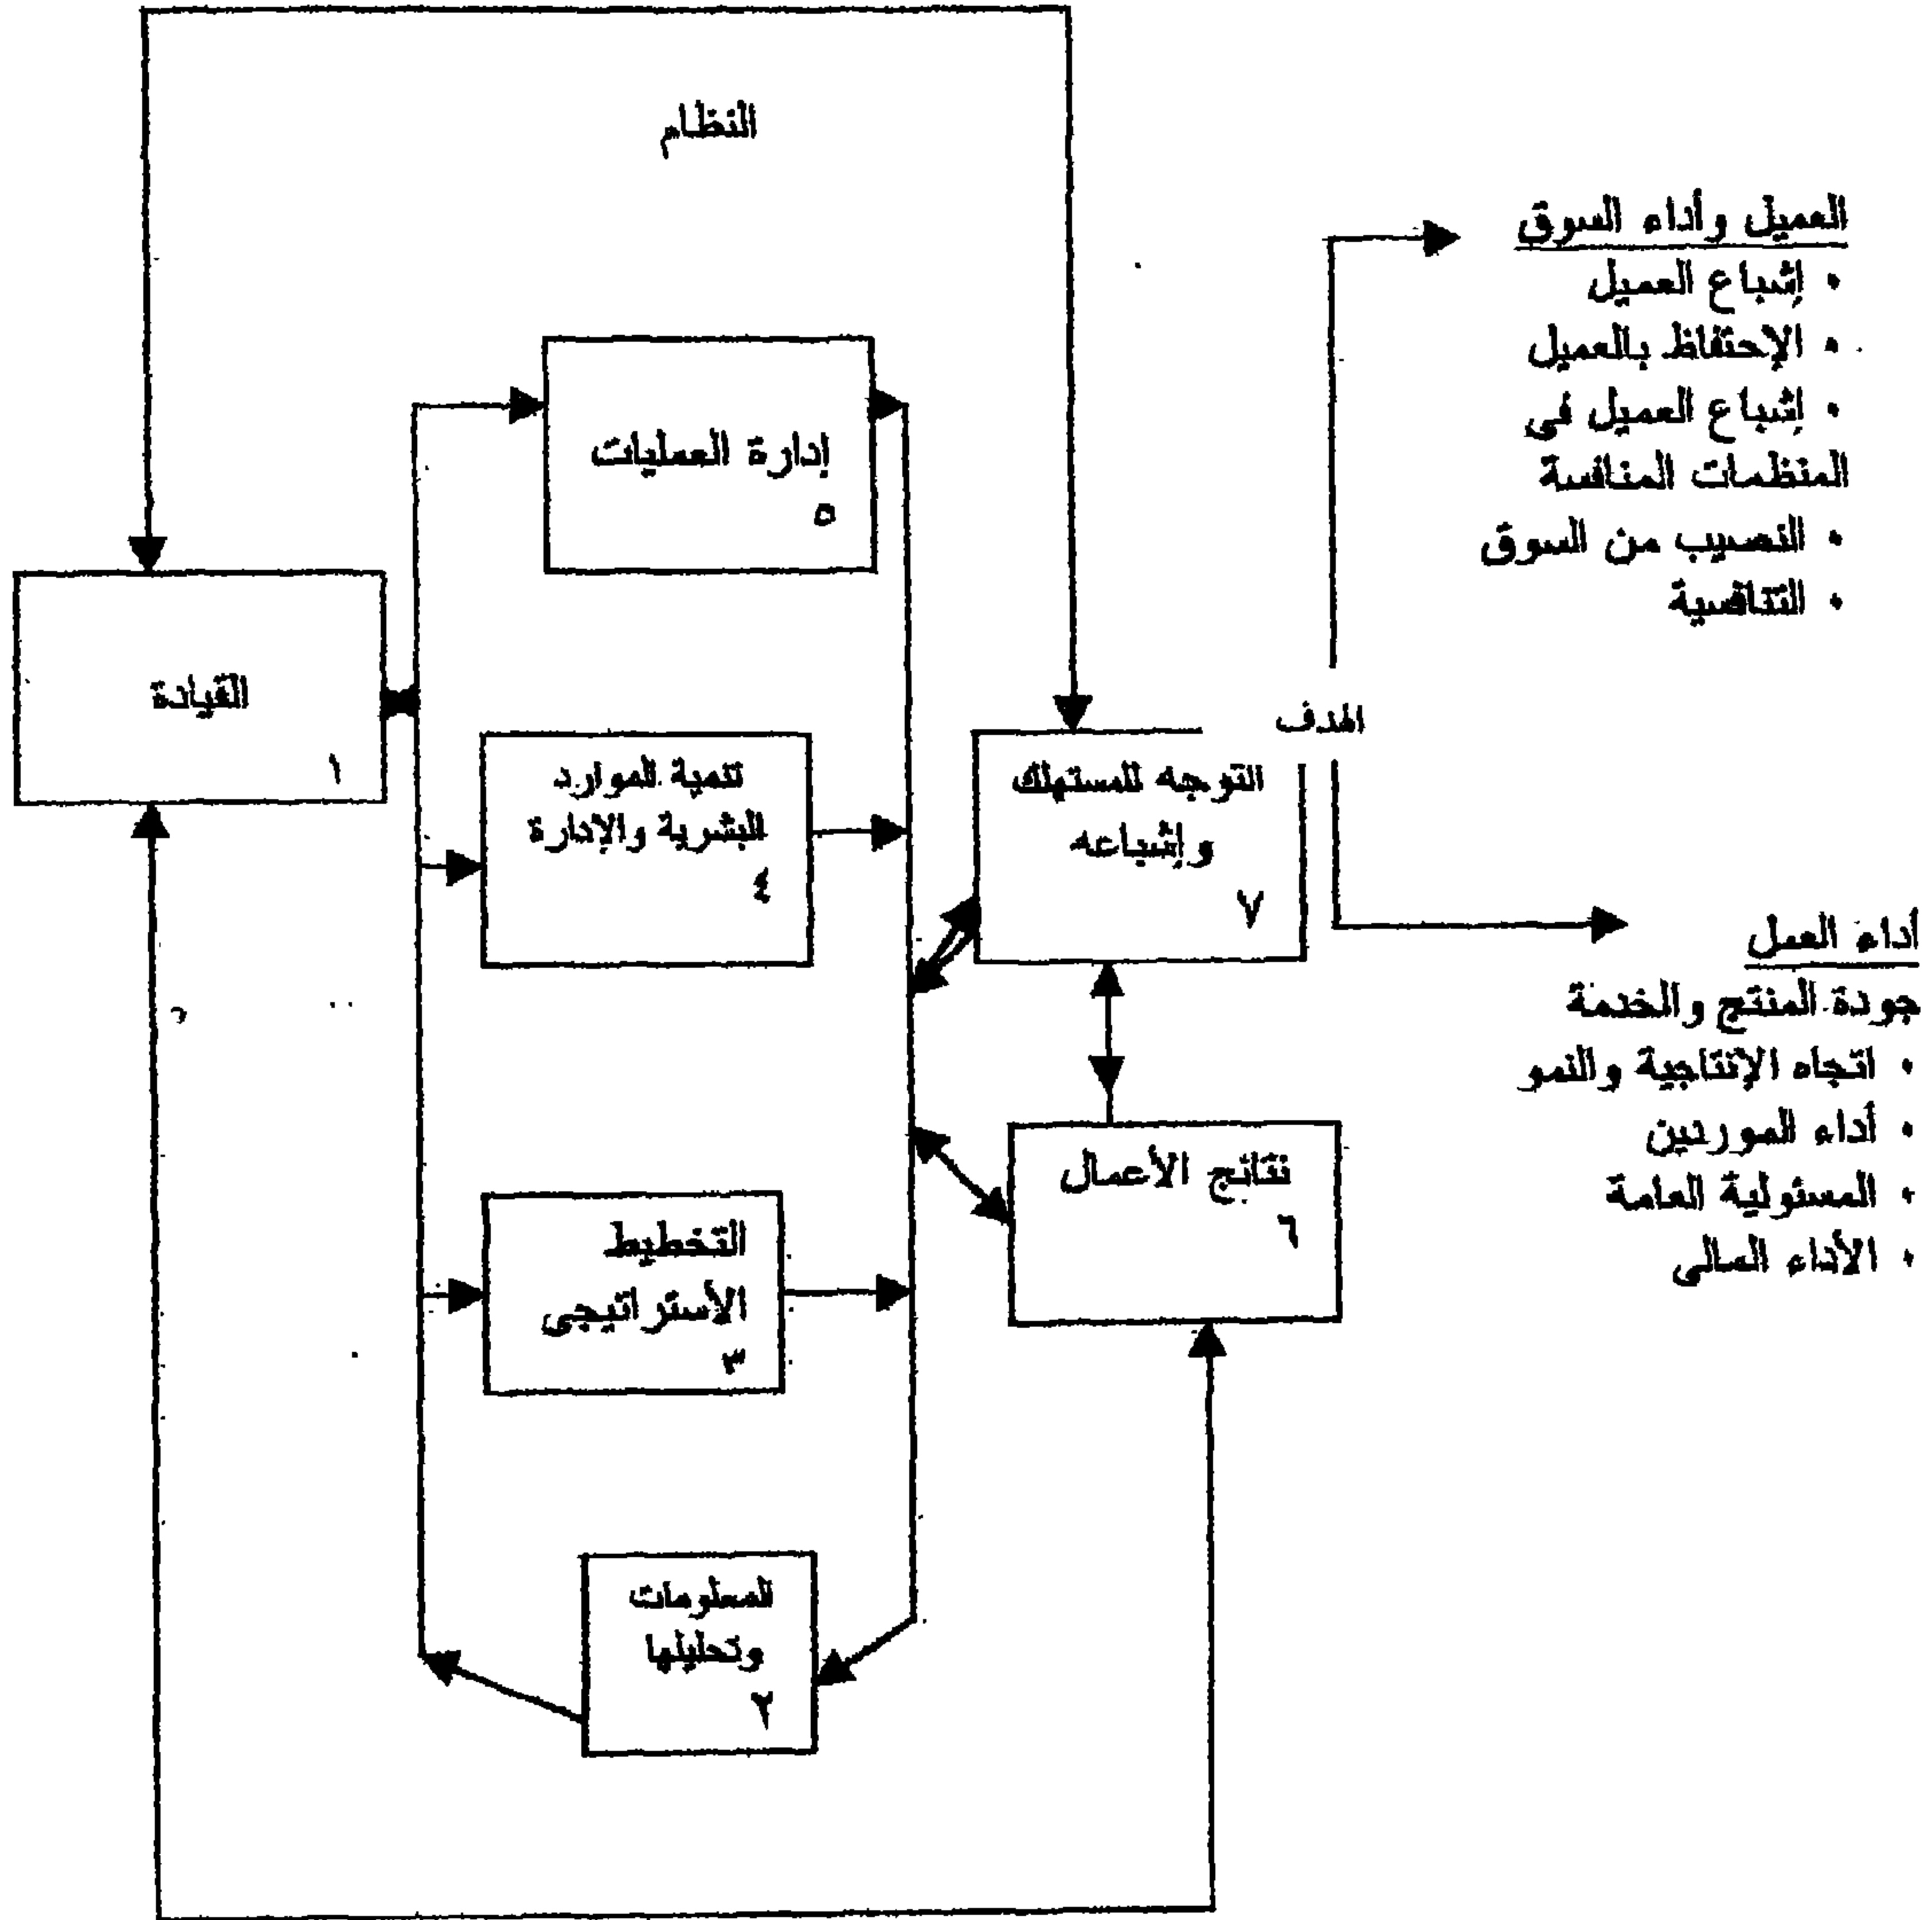 النظام
العميل وأداء السوق
• إشباع العميل
• الإحتفاظ بالعميل
• إشباع العميل فى
المنظمات المنافسة
• النصيب من السوق
• التنافسية
إدارة العمليات
٥
القيادة
١
تنمية الموارد
البشرية والإدارة
٤
الهدف
التوجه للمستهلك
وإشباعه
٧
أداء العمل
جودة المنتج والخدمة
• اتجاه الإنتاجية والنمو
• أداء الموردين
• المسئولية العامة
• الأداء المالى
نتائج الأعمال
٦
التخطيط
الأستراتيجى
٣
المعلومات
وتحليلها
٢